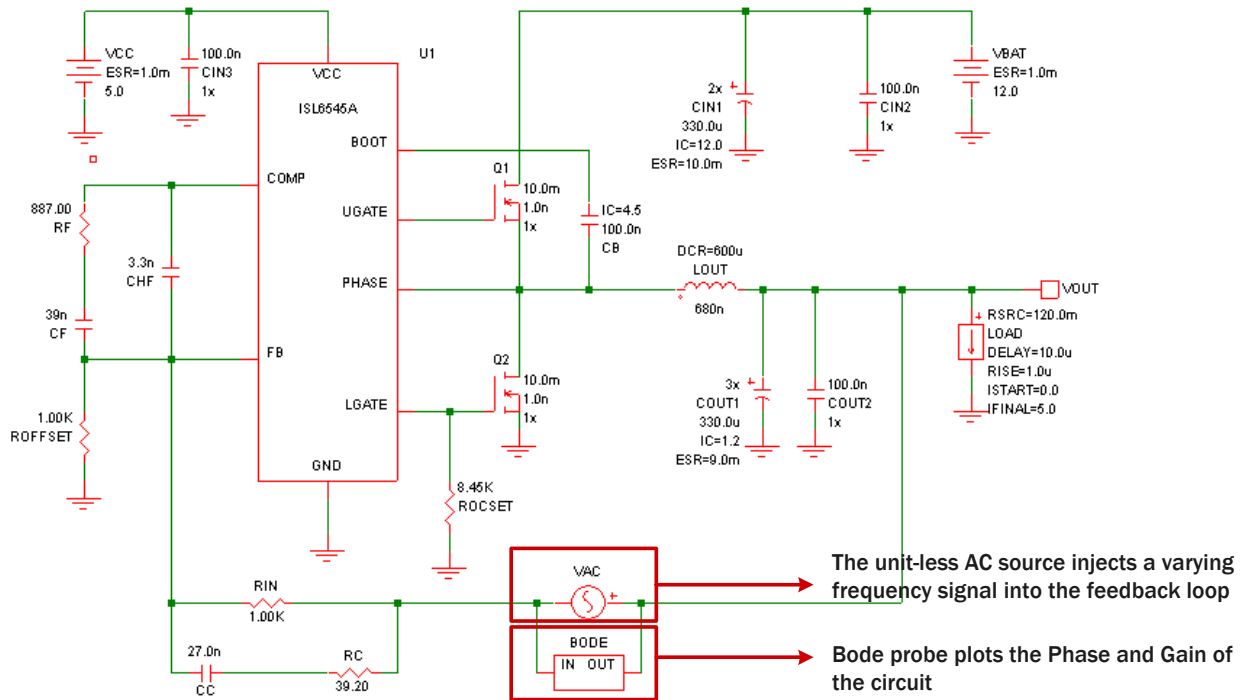 VCC
ESR=1.0m
5.0
100.0n
CIN3
1x
U1
VCC
ISL6545A
BOOT
COMP
UGATE
PHASE
FB
LGATE
GND
887.00
RF
3.3n
CHF
39n
CF
1.00K
ROFFSET
Q1
10.0m
1.0n
1x
IC=4.5
100.0n
CB
2x
CIN1
330.0u
IC=12.0
ESR=10.0m
100.0n
CIN2
1x
VBAT
ESR=1.0m
12.0
DCR=600u
LOUT
680n
VOUT
RSRC=120.0m
LOAD
DELAY=10.0u
RISE=1.0u
ISTART=0.0
IFINAL=5.0
Q2
10.0m
1.0n
1x
3x
COUT1
330.0u
IC=1.2
ESR=9.0m
100.0n
COUT2
1x
8.45K
ROCSET
RIN
1.00K
27.0n
CC
RC
39.20
VAC
BODE
IN OUT
The unit-less AC source injects a varying
frequency signal into the feedback loop
Bode probe plots the Phase and Gain of
the circuit